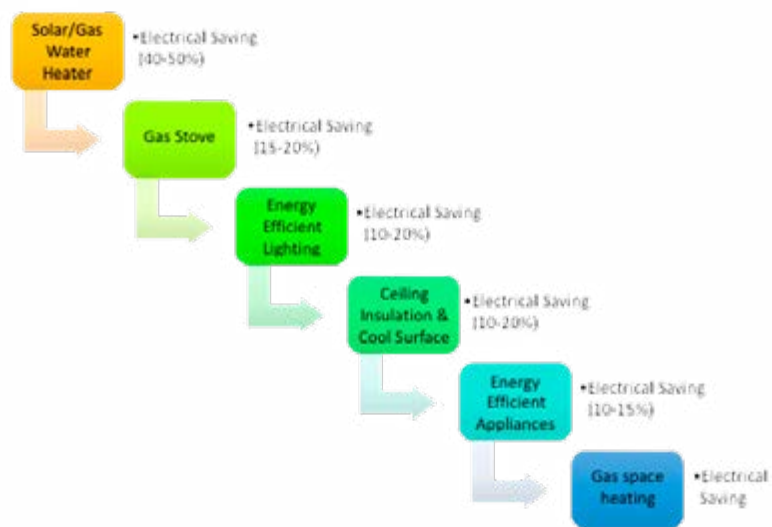 Solar/Gas
Water
Heater
•Electrical Saving
(40-50%)
Gas Stove
•Electrical Saving
(15-20%)
Energy
Efficient
Lighting
•Electrical Saving
(10-20%)
Ceiling
Insulation &
Cool Surface
•Electrical Saving
(10-20%)
Energy
Efficient
Appliances
•Electrical Saving
(10-15%)
Gas space
heating
•Electrical
Saving